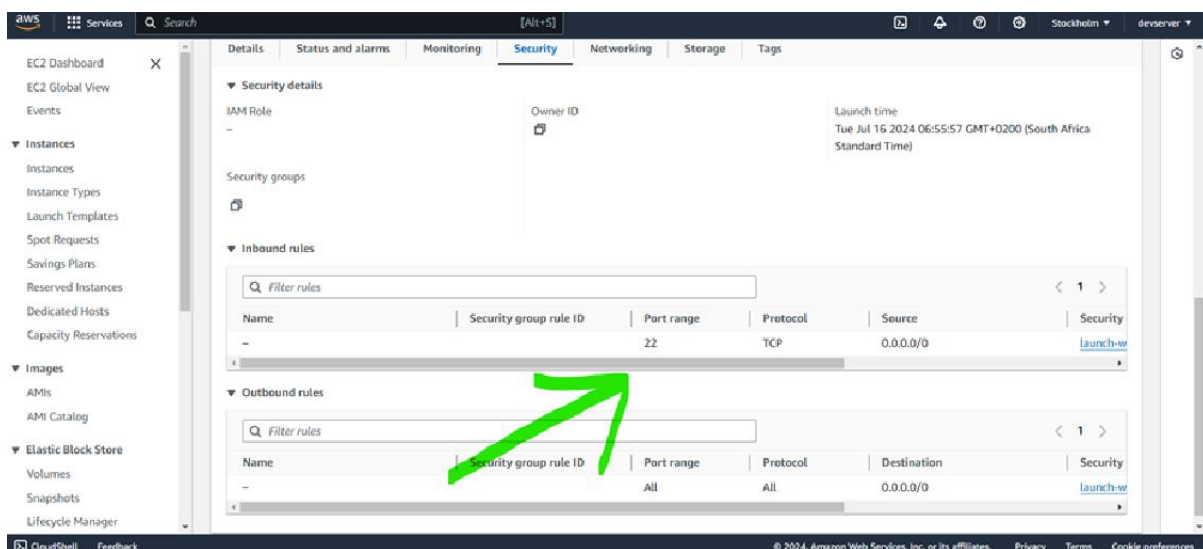 aws Services Search [Alt+S] Stockholm devserver
Details Status and alarms Monitoring Security Networking Storage Tags
EC2 Dashboard
EC2 Global View
Events
Instances
Instances
Instance Types
Launch Templates
Spot Requests
Savings Plans
Reserved Instances
Dedicated Hosts
Capacity Reservations
Images
AMIs
AMI Catalog
Elastic Block Store
Volumes
Snapshots
Lifecycle Manager
Security details
IAM Role
–
Owner ID
Launch time
Tue Jul 16 2024 06:55:57 GMT+0200 (South Africa
Standard Time)
Security groups
Inbound rules
Filter rules
1
Name Security group rule ID Port range Protocol Source Security
– 22 TCP 0.0.0.0/0 launch-w
Outbound rules
Filter rules
1
Name Security group rule ID Port range Protocol Destination Security
– All All 0.0.0.0/0 launch-w
CloudShell Feedback © 2024, Amazon Web Services, Inc. or its affiliates. Privacy Terms Cookie preferences